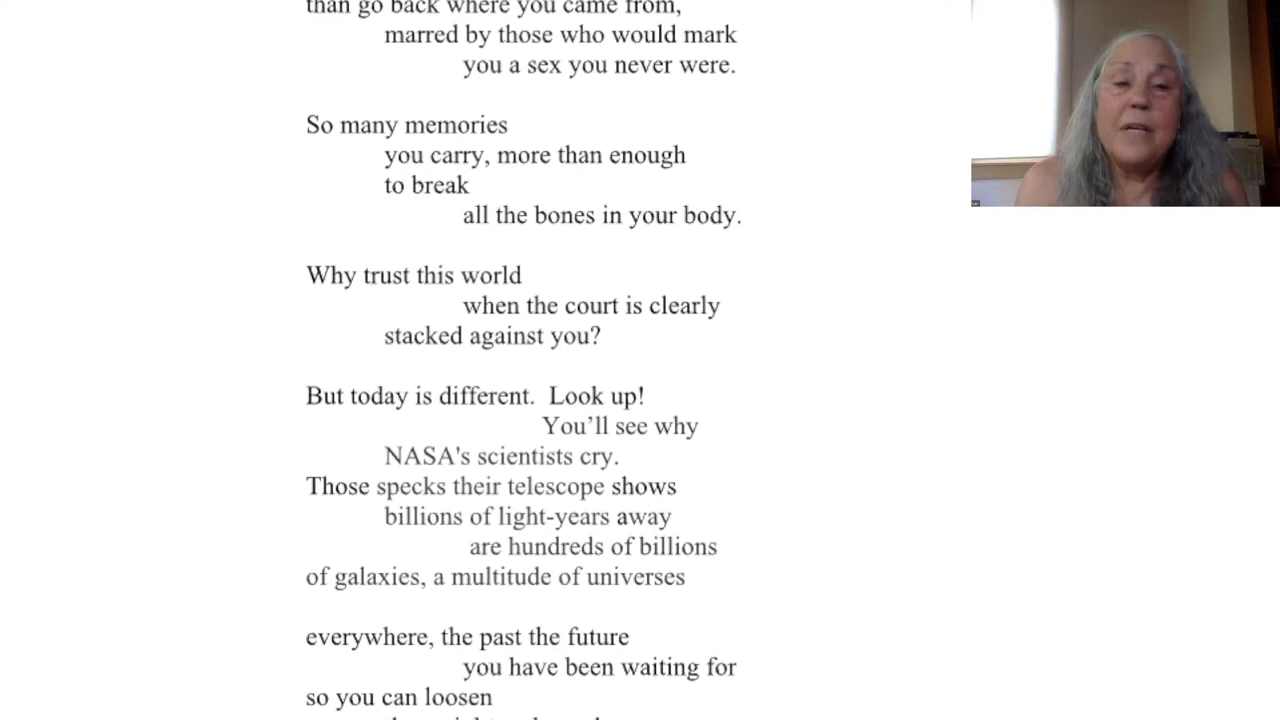 than go back where you came from,
marred by those who would mark
you a sex you never were.
So many memories
you carry, more than enough
to break
all the bones in your body.
Why trust this world
when the court is clearly
stacked against you?
But today is different.  Look up!
You’ll see why
NASA's scientists cry.
Those specks their telescope shows
billions of light-years away
are hundreds of billions
of galaxies, a multitude of universes
everywhere, the past the future
you have been waiting for
so you can loosen